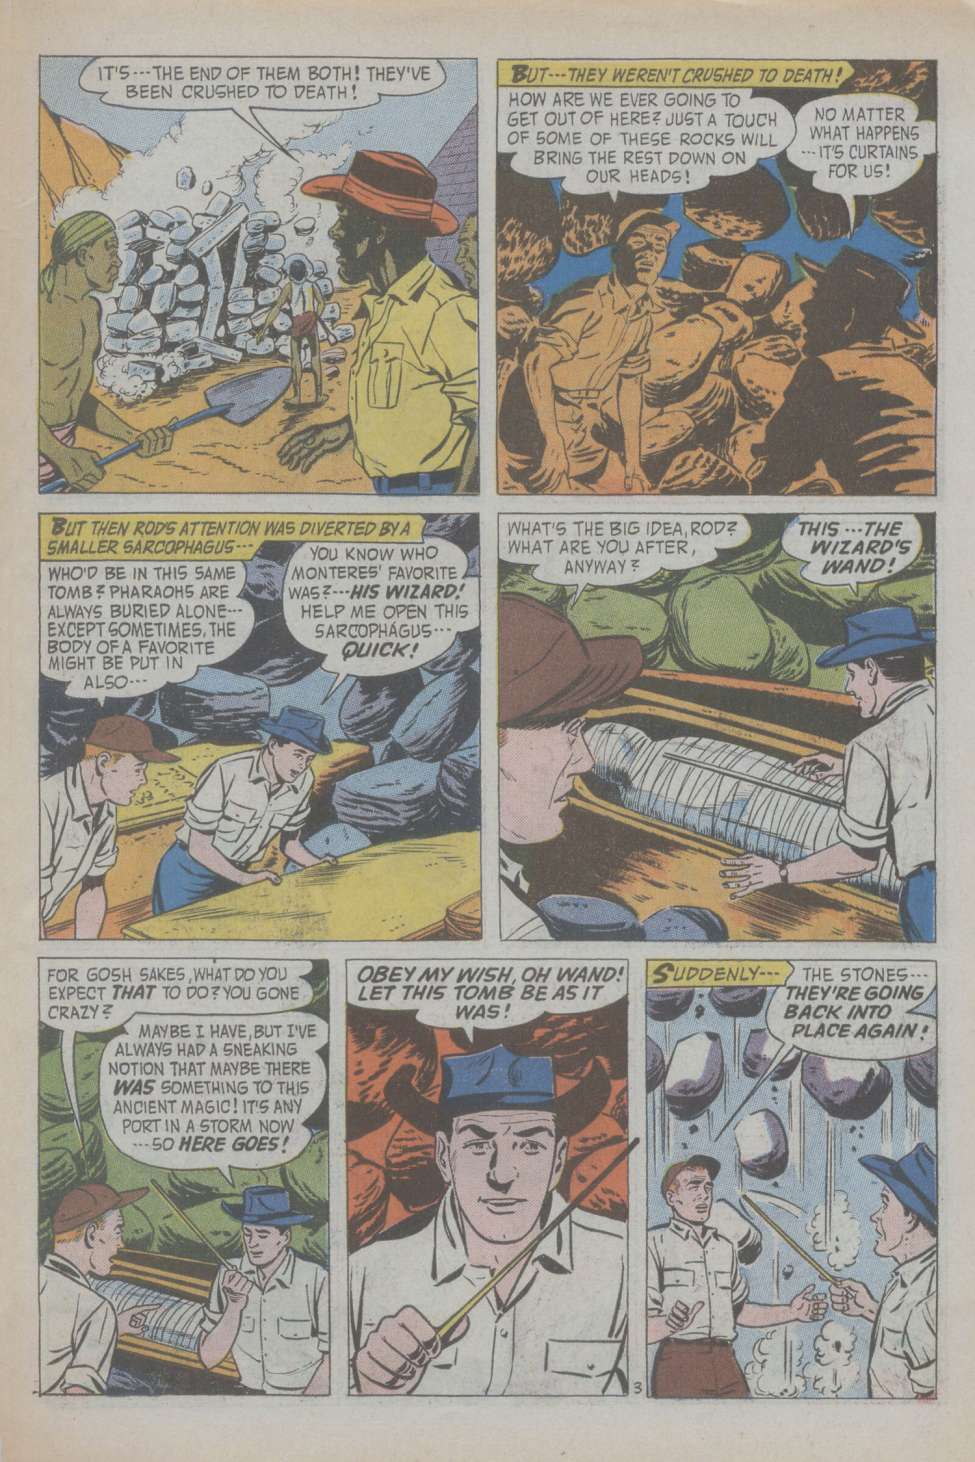 IT'S---THE END OF THEM BOTH! THEY'VE
BEEN CRUSHED TO DEATH!
BUT---THEY WEREN'T CRUSHED TO DEATH!
HOW ARE WE EVER GOING TO
GET OUT OF HERE? JUST A TOUCH
OF SOME OF THESE ROCKS WILL
BRING THE REST DOWN ON
OUR HEADS!
NO MATTER
WHAT HAPPENS
---IT'S CURTAINS
FOR US!
BUT THEN ROD'S ATTENTION WAS DIVERTED BY A
SMALLER SARCOPHAGUS---
WHO'D BE IN THIS SAME
TOMB? PHARAOHS ARE
ALWAYS BURIED ALONE---
EXCEPT SOMETIMES, THE
BODY OF A FAVORITE
MIGHT BE PUT IN
ALSO---
YOU KNOW WHO
MONTERES' FAVORITE
WAS?---HIS WIZARD!
HELP ME OPEN THIS
SARCOPHAGUS---
QUICK!
WHAT'S THE BIG IDEA, ROD?
WHAT ARE YOU AFTER,
ANYWAY?
THIS---THE
WIZARD'S
WAND!
FOR GOSH SAKES, WHAT DO YOU
EXPECT THAT TO DO? YOU GONE
CRAZY?
MAYBE I HAVE, BUT I'VE
ALWAYS HAD A SNEAKING
NOTION THAT MAYBE THERE
WAS SOMETHING TO THIS
ANCIENT MAGIC! IT'S ANY
PORT IN A STORM NOW
---SO HERE GOES!
OBEY MY WISH, OH WAND!
LET THIS TOMB BE AS IT
WAS!
SUDDENLY---
THE STONES---
THEY'RE GOING
BACK INTO
PLACE AGAIN!
3